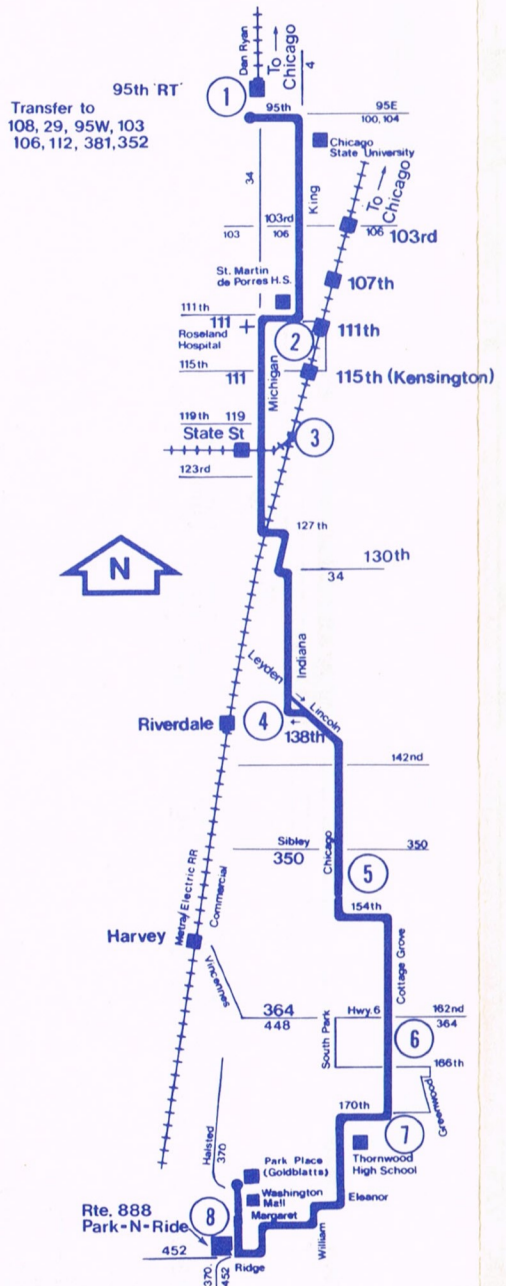 Dan Ryan
To →
Chicago
4
95th 'RT'
1
Transfer to
108, 29, 95W, 103
106, 112, 381, 352
95th
95E
100, 104
Chicago
State University
34
King
To →
Chicago
103rd
103
106
106
103rd
107th
St. Martin
de Porres H.S.
111th
111
Roseland
Hospital
2
111th
115th
111
Michigan
115th (Kensington)
119th 119
State St
3
123rd
127th
N
130th
34
Indiana
Leyden
→
Lincoln
Riverdale
4
←
138th
142nd
Sibley
350
350
Chicago
5
154th
Metra/Electric RR
Commercial
Harvey
Vincennes
Cottage Grove
364
448
Hwy. 6
162nd
364
South Park
6
166th
Greenwood
170th
7
Thornwood
High School
Halsted
370
Park Place
(Goldblatts)
Washington
Mall
Eleanor
Margaret
William
Rte. 888
Park-N-Ride
8
452
Ridge
370,
452